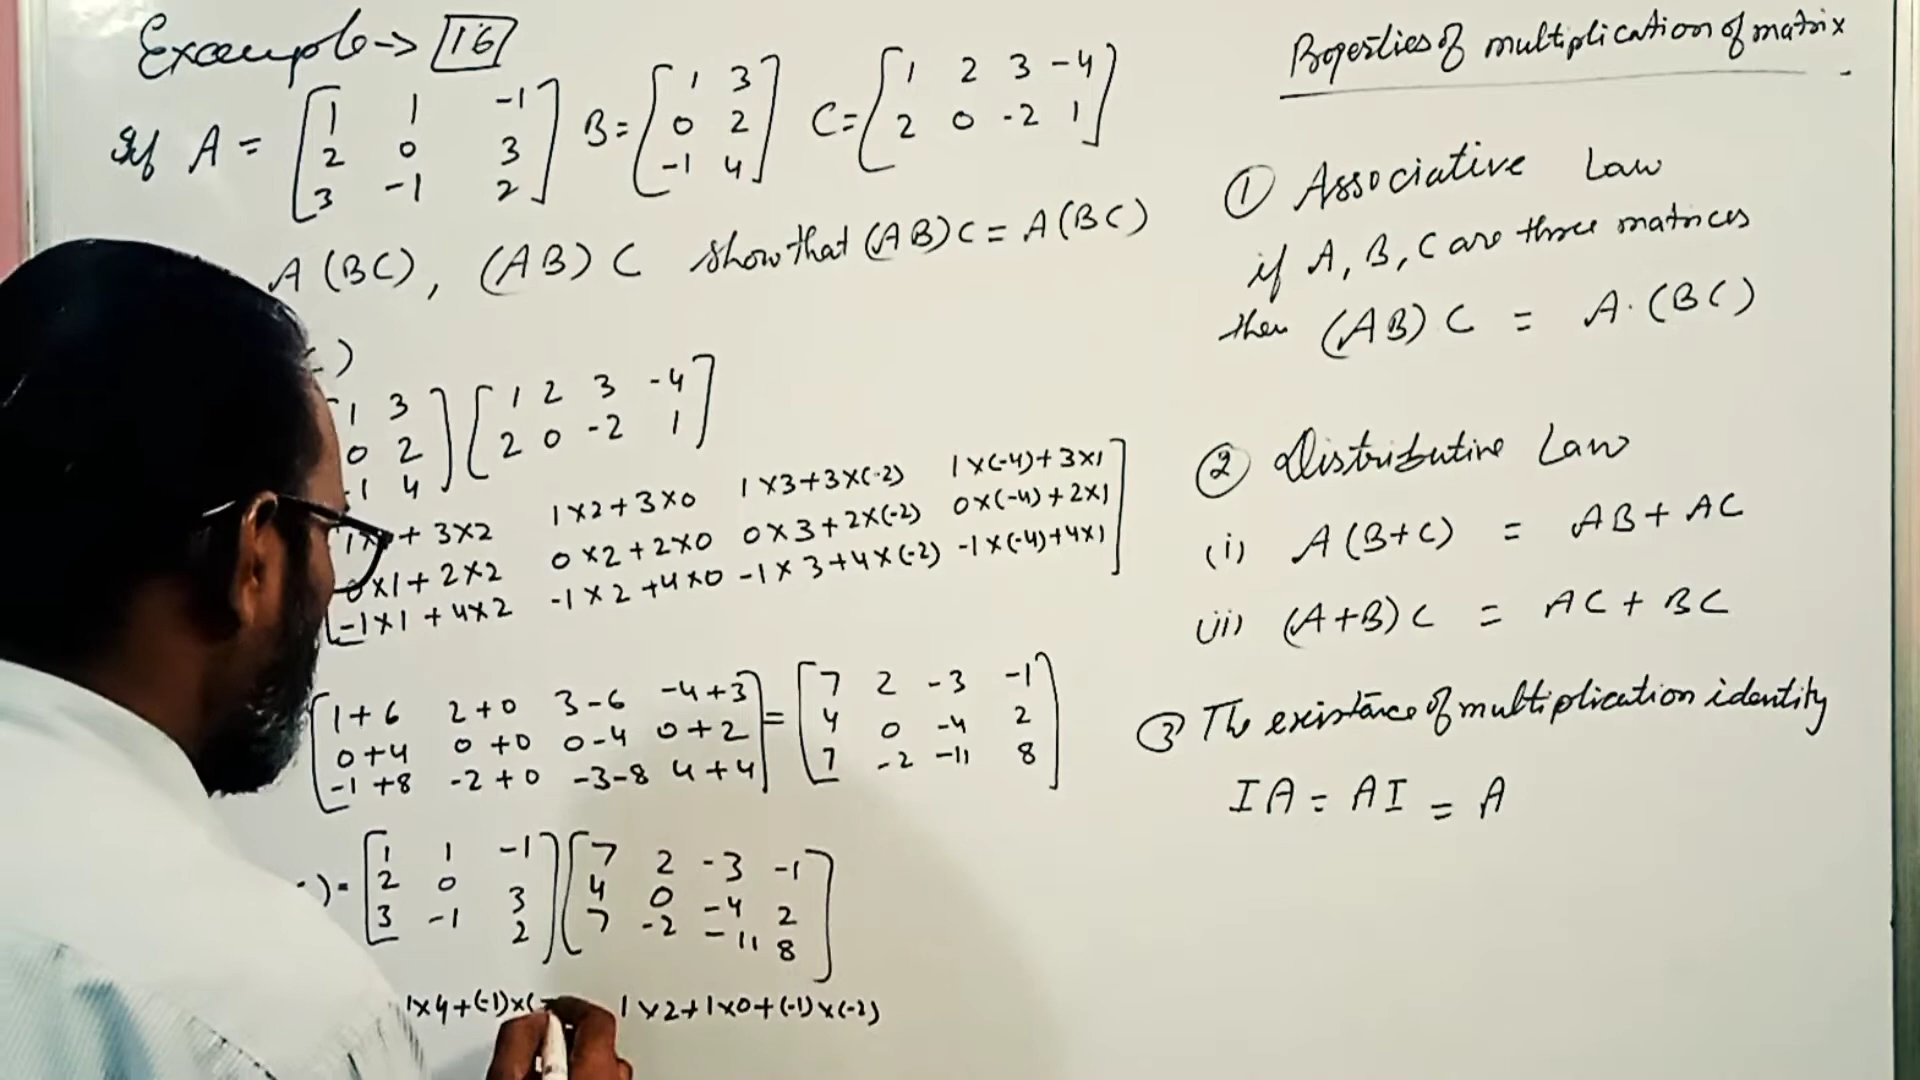 Example → 16
If A = [1 1 -1
2 0 3
3 -1 2] B = [1 3
0 2
-1 4] C = [1 2 3 -4
2 0 -2 1]
A(BC), (AB)C show that (AB)C = A(BC)
)
1 3
0 2
-1 4] [1 2 3 -4
2 0 -2 1]
+ 3×2 1×2+3×0 1×3+3×(-2) 1×(-4)+3×1
0×1+2×2 0×2+2×0 0×3+2×(-2) 0×(-4)+2×1
-1×1+4×2 -1×2+4×0 -1×3+4×(-2) -1×(-4)+4×1]
[1+6 2+0 3-6 -4+3
0+4 0+0 0-4 0+2
-1+8 -2+0 -3-8 4+4] = [7 2 -3 -1
4 0 -4 2
7 -2 -11 8]
) = [1 1 -1
2 0 3
3 -1 2] [7 2 -3 -1
4 0 -4 2
7 -2 -11 8]
1×4+(-1)×( 1×2+1×0+(-1)×(-2)
Properties of multiplication of matrix
① Associative Law
if A, B, C are three matrices
then (AB)C = A.(BC)
② Distributive Law
(i) A(B+C) = AB+AC
(ii) (A+B)C = AC+BC
③ The existance of multiplication identity
IA = AI = A